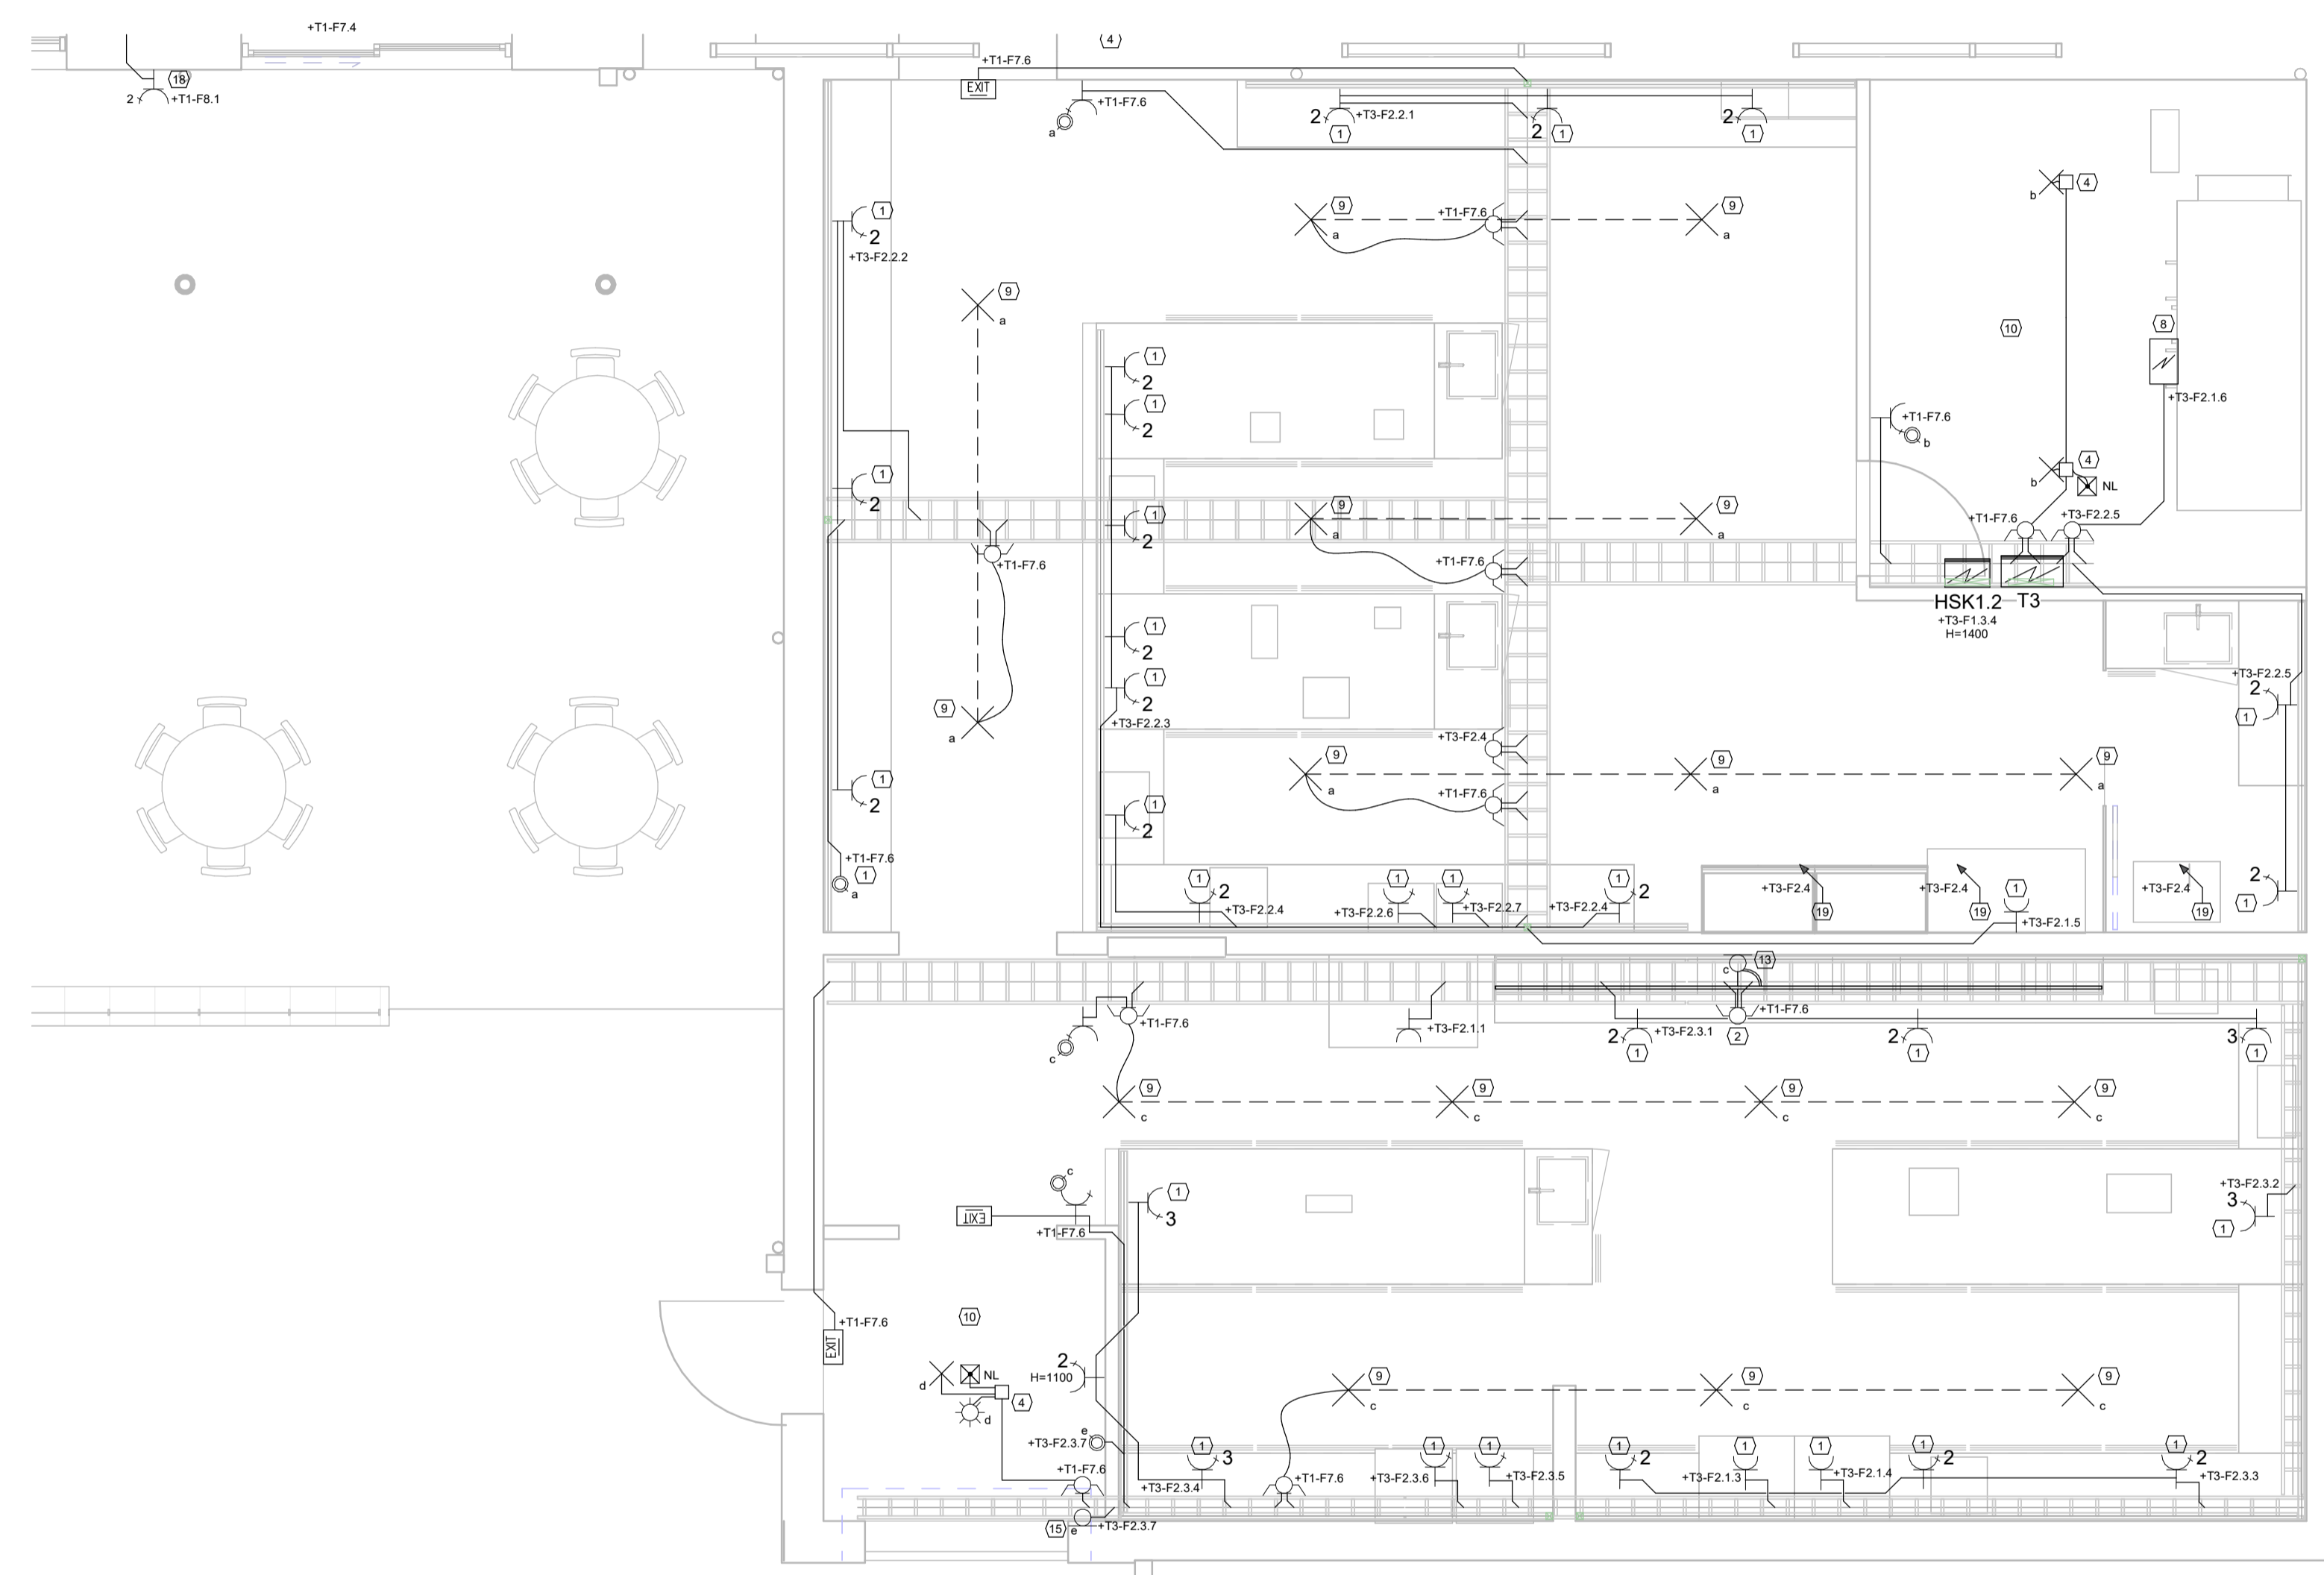 +T1-F7.4
4
18
2 +T1-F8.1
+T1-F7.6
EXIT
+T1-F7.6
a
2 +T3-F2.2.1
1
2
1
2
1
b
4
1
2
+T3-F2.2.2
9
a
+T1-F7.6
9
a
9
a
10
8
+T3-F2.1.6
1
2
1
2
+T1-F7.6
b
4
b
NL
1
2
1
2
9
a
9
a
+T1-F7.6
+T3-F2.2.5
+T1-F7.6
+T1-F7.6
HSK1.2 T3
+T3-F1.3.4
H=1400
1
2
1
2
+T3-F2.2.3
+T3-F2.2.5
2
1
9
a
+T3-F2.4
9
a
9
a
9
a
+T1-F7.6
1
2
1
2
+T1-F7.6
1
a
1
2
+T3-F2.2.4
1
+T3-F2.2.6
1
+T3-F2.2.7
1
2
+T3-F2.2.4
+T3-F2.4
19
+T3-F2.4
19
1
+T3-F2.1.5
+T3-F2.4
19
2
1
c
13
+T1-F7.6
c
+T3-F2.1.1
2 +T3-F2.3.1
1
+T1-F7.6
2
2
1
3
1
9
c
9
c
9
c
9
c
c
EXIT
+T1-F7.6
1
3
+T3-F2.3.2
3
1
10
+T1-F7.6
EXIT
2
H=1100
NL
d
4
d
9
c
9
c
9
c
e
+T3-F2.3.7
+T1-F7.6
15 e +T3-F2.3.7
1
3
+T3-F2.3.4
+T1-F7.6
1
+T3-F2.3.6
1
+T3-F2.3.5
1
2
1
+T3-F2.1.3
1
+T3-F2.1.4
1
2
1
2
+T3-F2.3.3